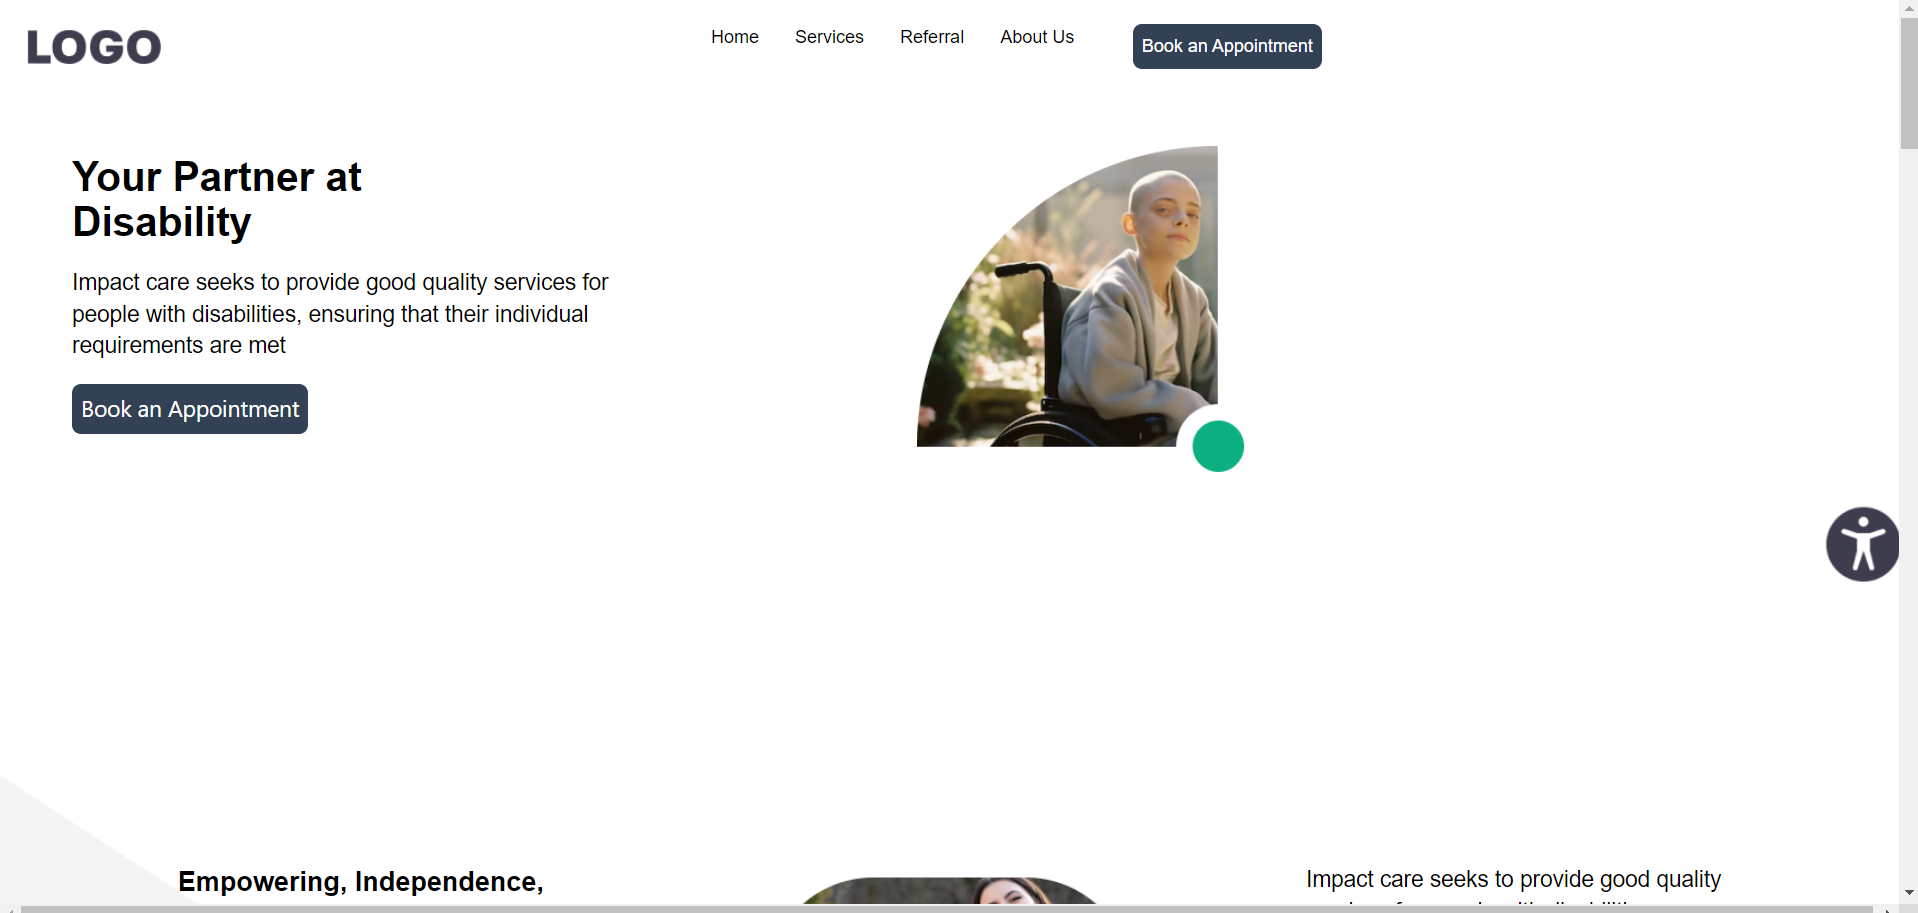 LOGO
Home Services Referral About Us Book an Appointment
Your Partner at
Disability
Impact care seeks to provide good quality services for
people with disabilities, ensuring that their individual
requirements are met
Book an Appointment
Empowering, Independence,
Impact care seeks to provide good quality